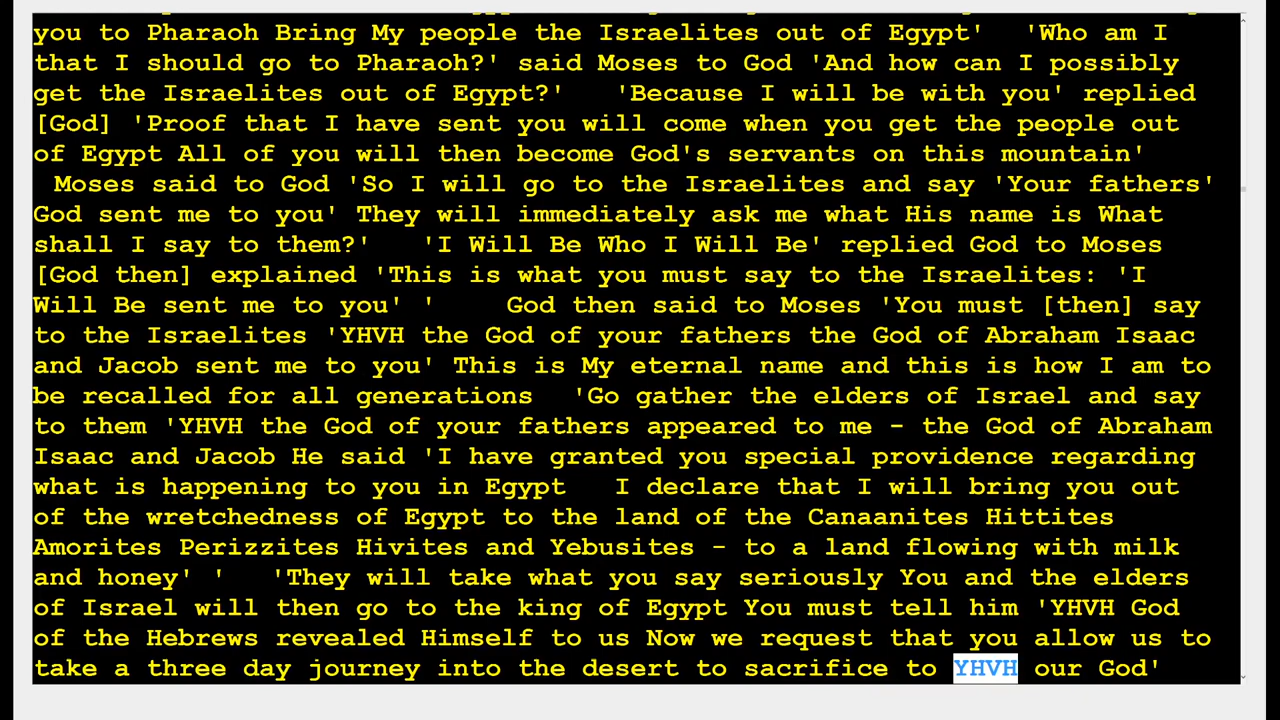 you to Pharaoh Bring My people the Israelites out of Egypt' 'Who am I
that I should go to Pharaoh?' said Moses to God 'And how can I possibly
get the Israelites out of Egypt?' 'Because I will be with you' replied
[God] 'Proof that I have sent you will come when you get the people out
of Egypt All of you will then become God's servants on this mountain'
Moses said to God 'So I will go to the Israelites and say 'Your fathers'
God sent me to you' They will immediately ask me what His name is What
shall I say to them?' 'I Will Be Who I Will Be' replied God to Moses
[God then] explained 'This is what you must say to the Israelites: 'I
Will Be sent me to you' ' God then said to Moses 'You must [then] say
to the Israelites 'YHVH the God of your fathers the God of Abraham Isaac
and Jacob sent me to you' This is My eternal name and this is how I am to
be recalled for all generations 'Go gather the elders of Israel and say
to them 'YHVH the God of your fathers appeared to me - the God of Abraham
Isaac and Jacob He said 'I have granted you special providence regarding
what is happening to you in Egypt I declare that I will bring you out
of the wretchedness of Egypt to the land of the Canaanites Hittites
Amorites Perizzites Hivites and Yebusites - to a land flowing with milk
and honey' ' 'They will take what you say seriously You and the elders
of Israel will then go to the king of Egypt You must tell him 'YHVH God
of the Hebrews revealed Himself to us Now we request that you allow us to
take a three day journey into the desert to sacrifice to YHVH our God'